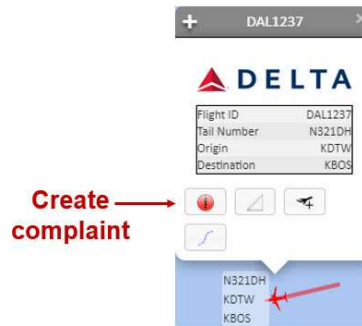 DAL1237
DELTA
Flight ID DAL1237
Tail Number N321DH
Origin KDTW
Destination KBOS
Create
complaint
N321DH
KDTW
KBOS